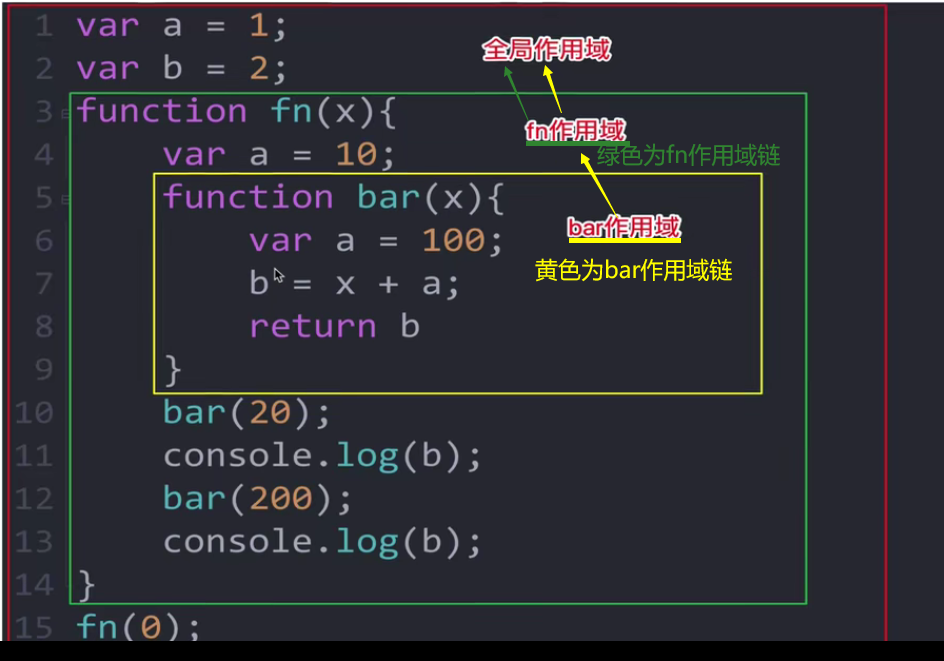 1 var a = 1;
全局作用域
2 var b = 2;
3 function fn(x){
fn作用域
4 var a = 10;
绿色为fn作用域链
5 function bar(x){
bar作用域
6 var a = 100;
黄色为bar作用域链
7 b = x + a;
8 return b
9 }
10 bar(20);
11 console.log(b);
12 bar(200);
13 console.log(b);
14 }
15 fn(0);